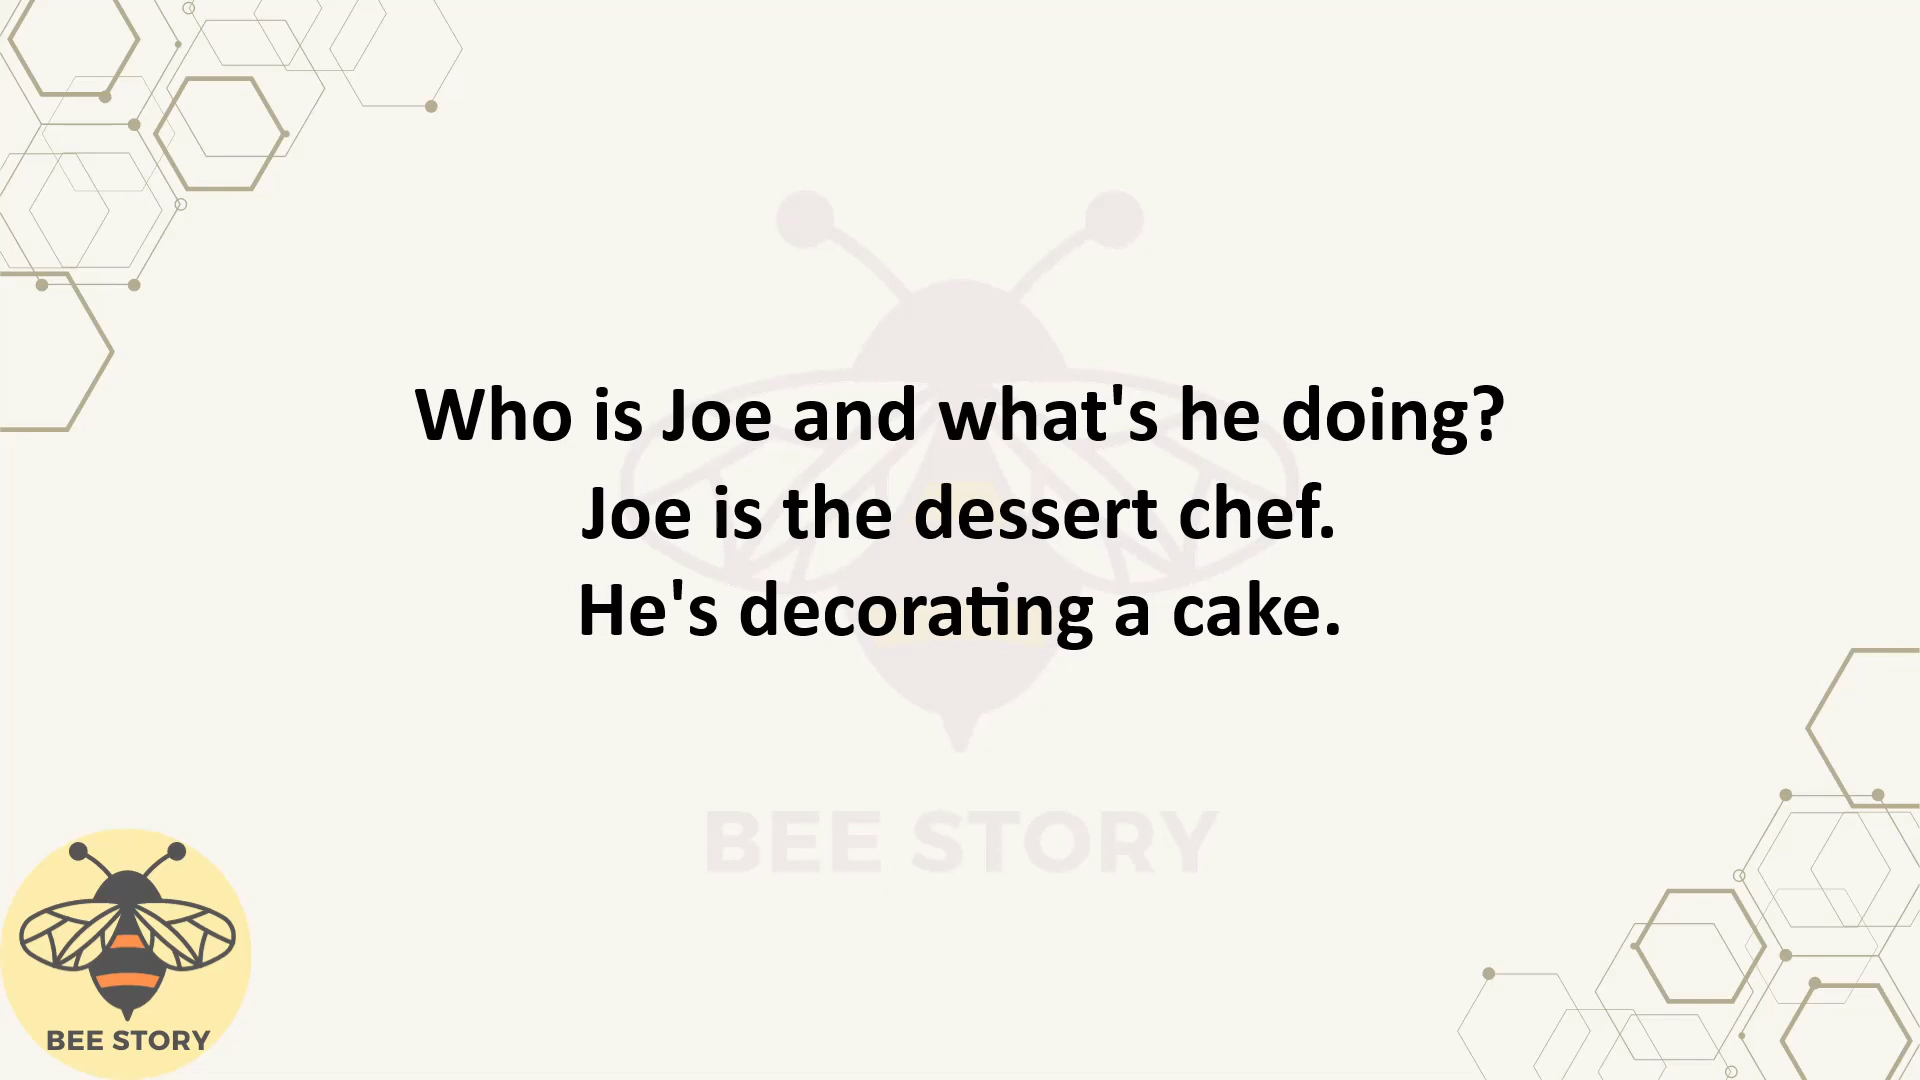 Who is Joe and what's he doing?
Joe is the dessert chef.
He's decorating a cake.
BEE STORY
BEE STORY